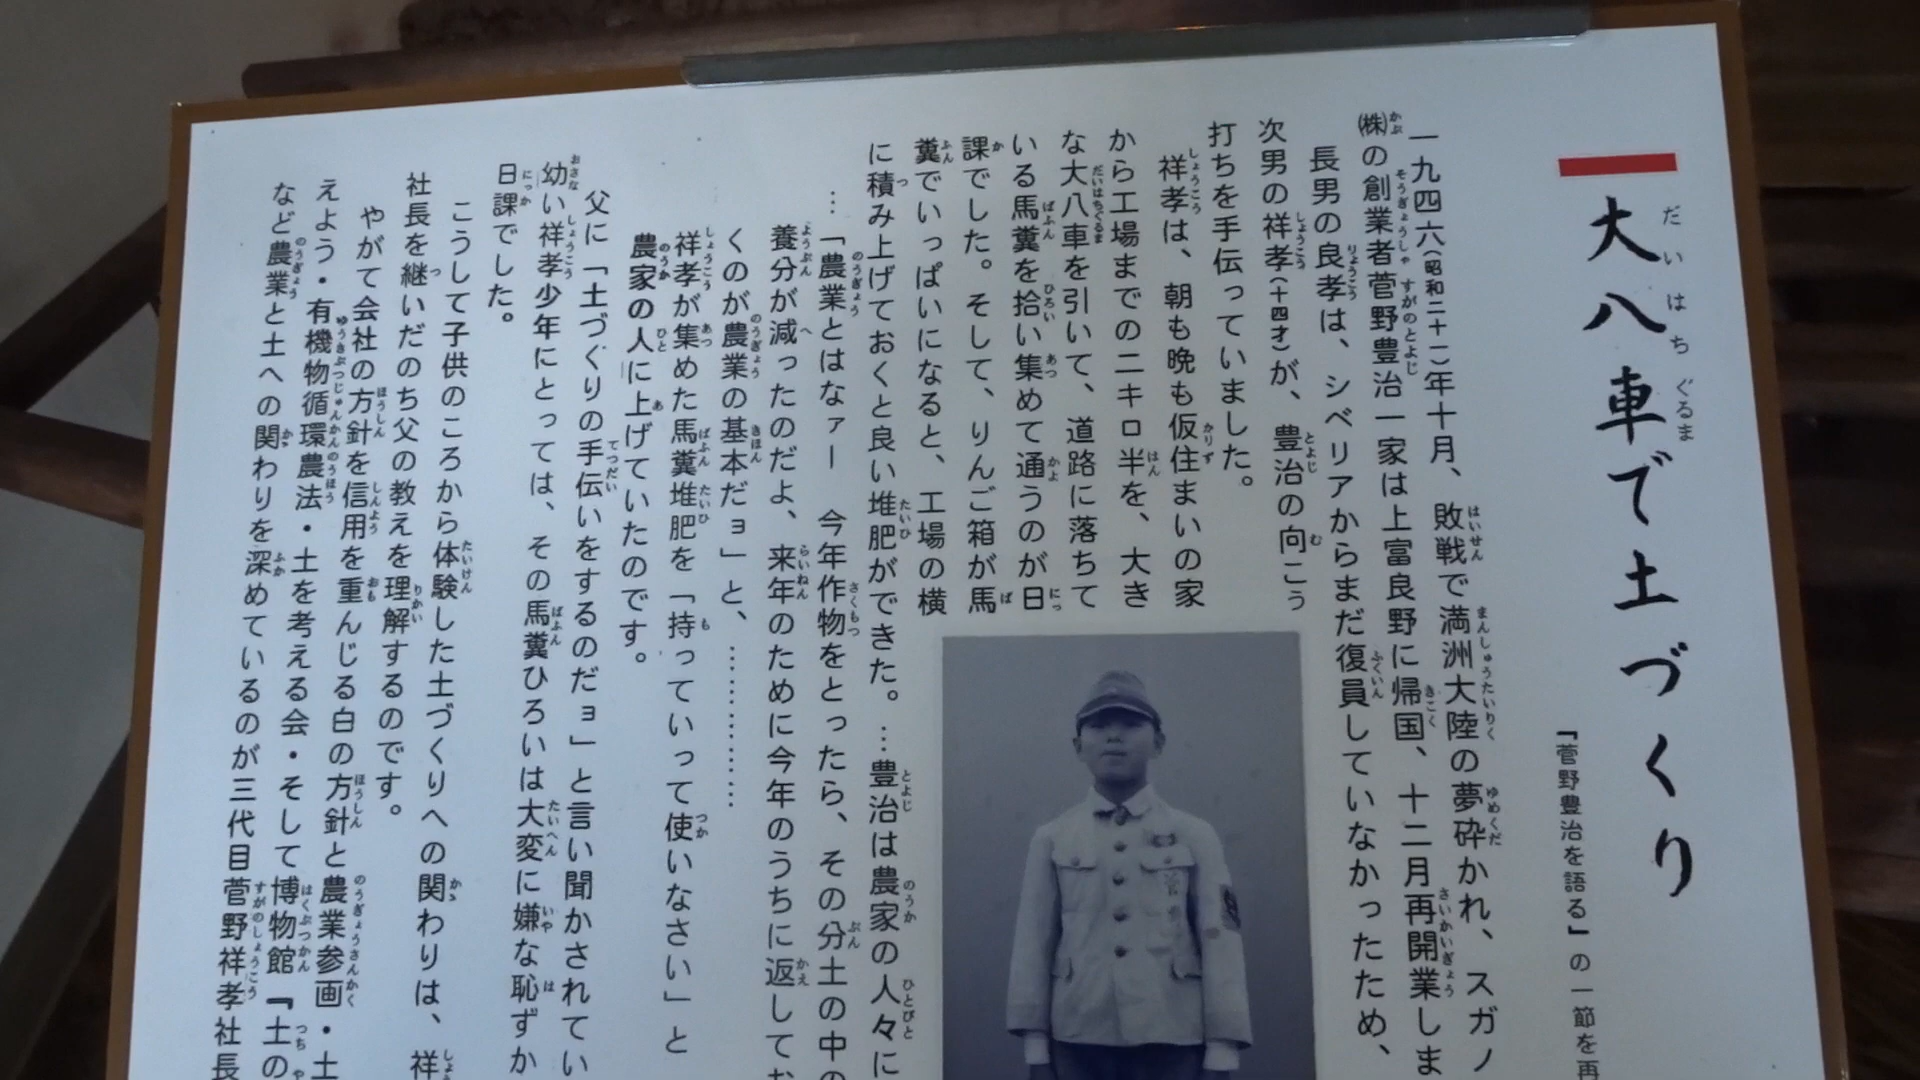 大八車で土づくり
『菅野豊治を語る』の一節を再
一九四六(昭和二十一)年十月、敗戦で満洲大陸の夢砕かれ、スガノ
㈱の創業者菅野豊治一家は上富良野に帰国、十二月再開業しま
長男の良孝は、シベリアからまだ復員していなかったため、
次男の祥孝(十四才)が、豊治の向こう
打ちを手伝っていました。
祥孝は、朝も晩も仮住まいの家
から工場までの二キロ半を、大き
な大八車を引いて、道路に落ちて
いる馬糞を拾い集めて通うのが日
課でした。そして、りんご箱が馬
糞でいっぱいになると、工場の横
に積み上げておくと良い堆肥ができた。…豊治は農家の人々に
…「農業とはなァー 今年作物をとったら、その分土の中の
養分が減ったのだよ、来年のために今年のうちに返してお
くのが農業の基本だョ」と、…………
祥孝が集めた馬糞堆肥を「持っていって使いなさい」と
農家の人に上げていたのです。
父に「土づくりの手伝いをするのだョ」と言い聞かされてい
幼い祥孝少年にとっては、その馬糞ひろいは大変に嫌な恥ずか
日課でした。
こうして子供のころから体験した土づくりへの関わりは、祥
社長を継いだのち父の教えを理解するのです。
やがて会社の方針を信用を重んじる白の方針と農業参画・土
えよう・有機物循環農法・土を考える会・そして博物館『土の
など農業と土への関わりを深めているのが三代目菅野祥孝社長